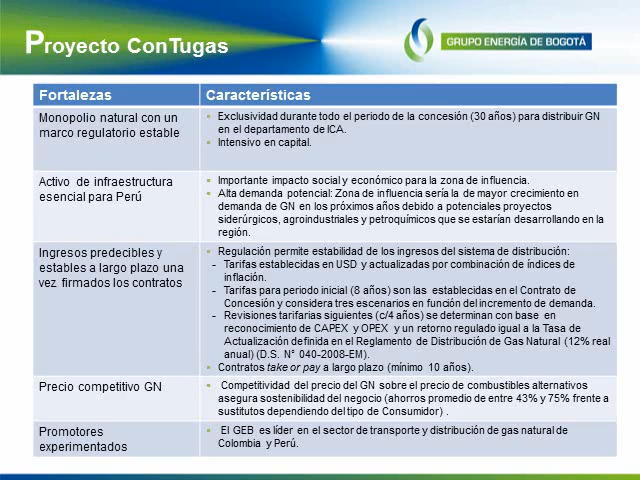 Proyecto ConTugas
GRUPO ENERGÍA DE BOGOTÁ
Fortalezas
Características
Monopolio natural con un
marco regulatorio estable
• Exclusividad durante todo el periodo de la concesión (30 años) para distribuir GN
en el departamento de ICA.
• Intensivo en capital.
Activo de infraestructura
esencial para Perú
• Importante impacto social y económico para la zona de influencia.
• Alta demanda potencial: Zona de influencia sería la de mayor crecimiento en
demanda de GN en los próximos años debido a potenciales proyectos
siderúrgicos, agroindustriales y petroquímicos que se estarían desarrollando en la
región.
Ingresos predecibles y
estables a largo plazo una
vez firmados los contratos
• Regulación permite estabilidad de los ingresos del sistema de distribución:
- Tarifas establecidas en USD y actualizadas por combinación de índices de
inflación.
- Tarifas para periodo inicial (8 años) son las establecidas en el Contrato de
Concesión y considera tres escenarios en función del incremento de demanda.
- Revisiones tarifarias siguientes (c/4 años) se determinan con base en
reconocimiento de CAPEX y OPEX y un retorno regulado igual a la Tasa de
Actualización definida en el Reglamento de Distribución de Gas Natural (12% real
anual) (D.S. N° 040-2008-EM).
• Contratos take or pay a largo plazo (mínimo 10 años).
Precio competitivo GN
• Competitividad del precio del GN sobre el precio de combustibles alternativos
asegura sostenibilidad del negocio (ahorros promedio de entre 43% y 75% frente a
sustitutos dependiendo del tipo de Consumidor) .
Promotores
experimentados
• El GEB es líder en el sector de transporte y distribución de gas natural de
Colombia y Perú.